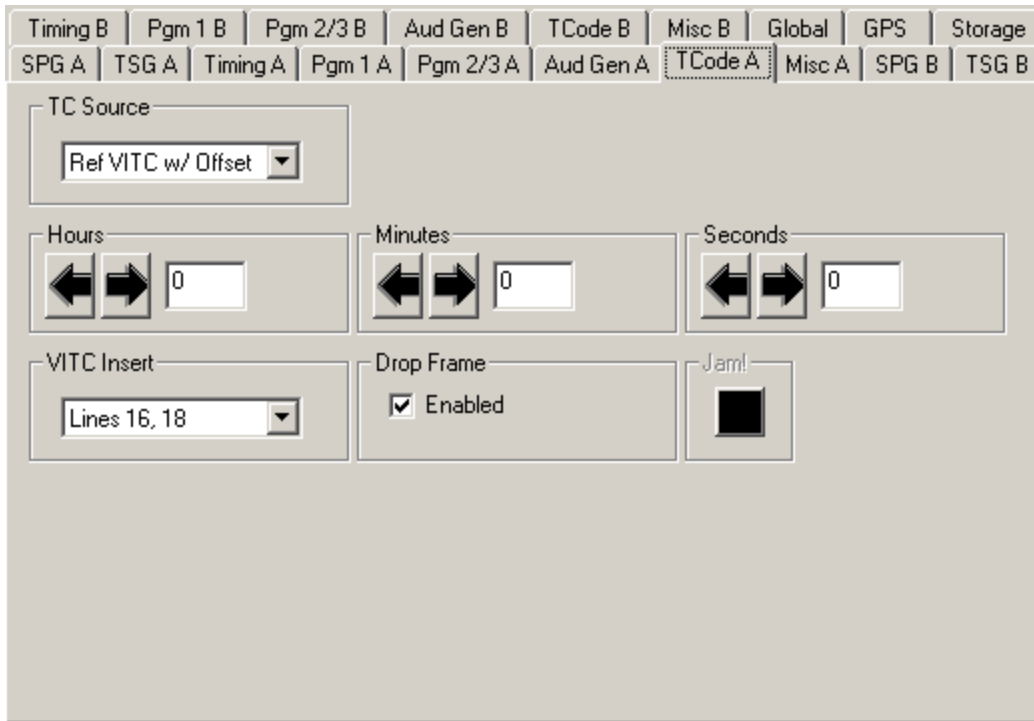 Timing B Pgm 1 B Pgm 2/3 B Aud Gen B TCode B Misc B Global GPS Storage
SPG A TSG A Timing A Pgm 1 A Pgm 2/3 A Aud Gen A TCode A Misc A SPG B TSG B
TC Source
Ref VITC w/ Offset
Hours Minutes Seconds
0 0 0
VITC Insert Drop Frame Jam!
Lines 16, 18 Enabled